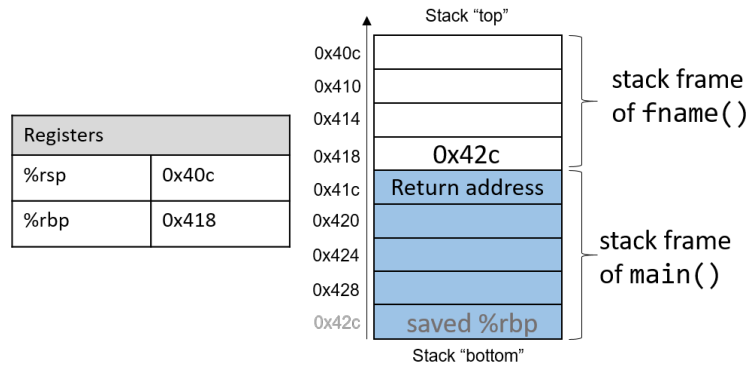 Stack “top”
0x40c
0x410
0x414
0x418 0x42c
stack frame
of fname()
Registers
%rsp 0x40c
%rbp 0x418
0x41c Return address
0x420
0x424
0x428
0x42c saved %rbp
stack frame
of main()
Stack “bottom”